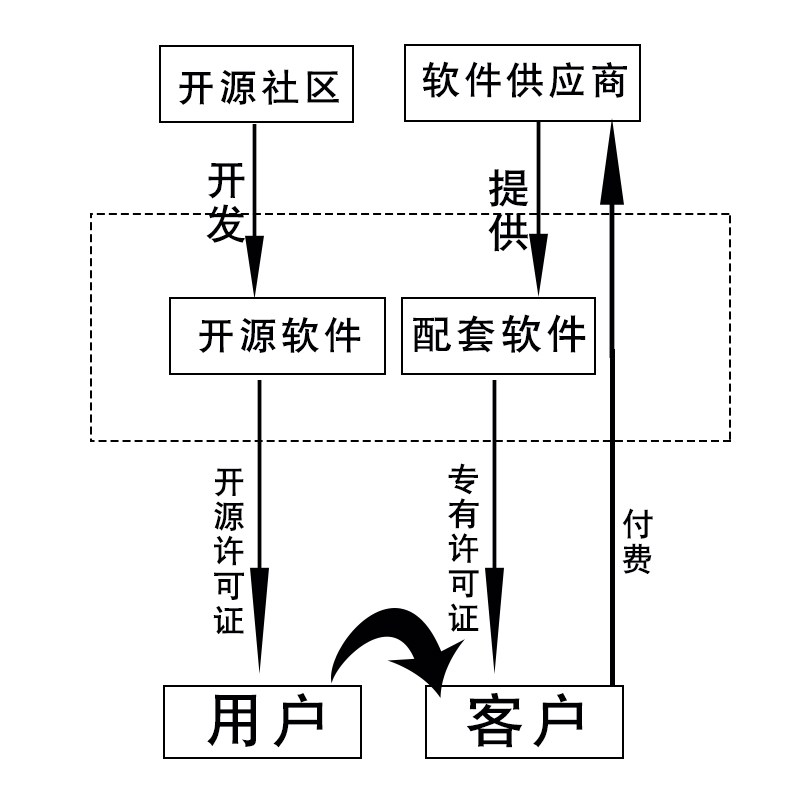 开源社区
软件供应商
开发
提供
开源软件
配套软件
开源许可证
专有许可证
付费
用户
客户